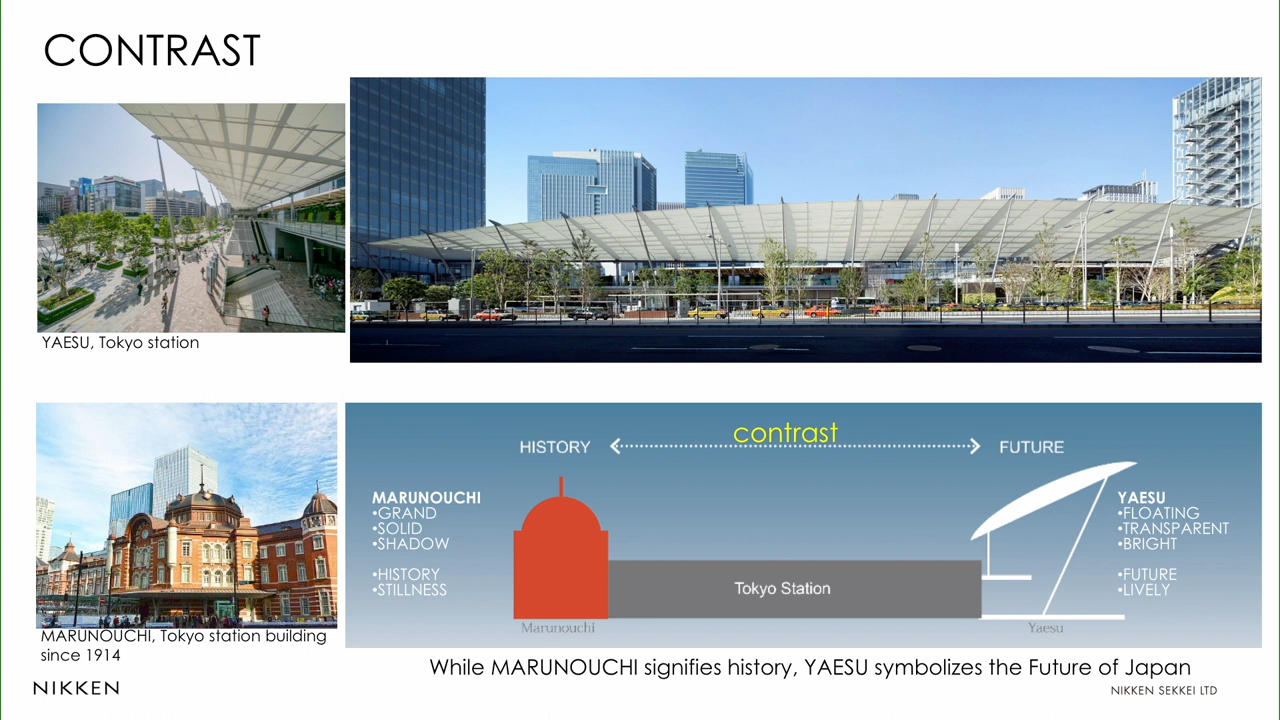 CONTRAST
YAESU, Tokyo station
contrast
HISTORY
FUTURE
MARUNOUCHI
•GRAND
•SOLID
•SHADOW
•HISTORY
•STILLNESS
Tokyo Station
YAESU
•FLOATING
•TRANSPARENT
•BRIGHT
•FUTURE
•LIVELY
Marunouchi
Yaesu
MARUNOUCHI, Tokyo station building
since 1914
While MARUNOUCHI signifies history, YAESU symbolizes the Future of Japan
NIKKEN
NIKKEN SEKKEI LTD